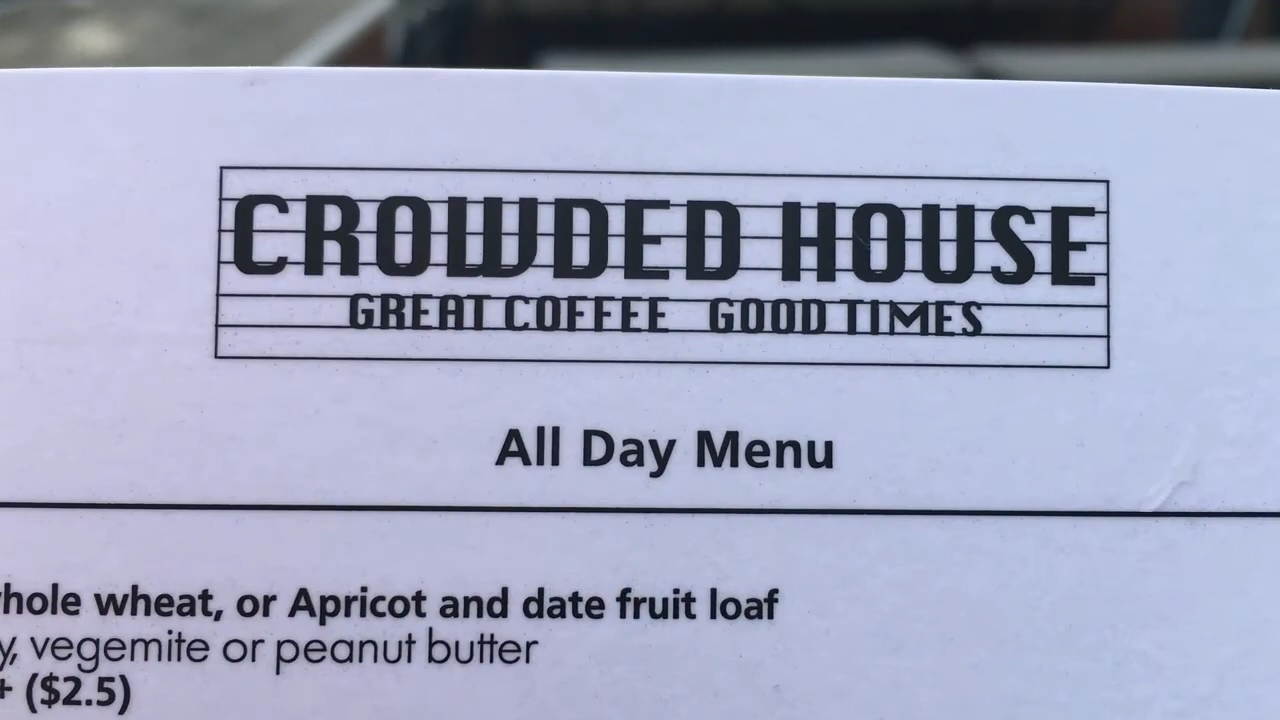 CROWDED HOUSE
GREAT COFFEE GOOD TIMES
All Day Menu
whole wheat, or Apricot and date fruit loaf
vegemite or peanut butter
+ ($2.5)